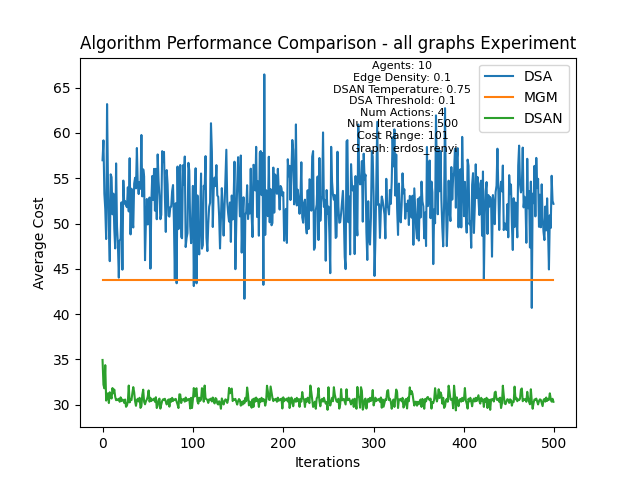 Algorithm Performance Comparison - all graphs Experiment
Agents: 10
Edge Density: 0.1
DSAN Temperature: 0.75
DSA Threshold: 0.1
Num Actions: 4
Num Iterations: 500
Cost Range: 101
Graph: erdos_renyi
DSA
MGM
DSAN
Average Cost
65
60
55
50
45
40
35
30
0
100
200
300
400
500
Iterations